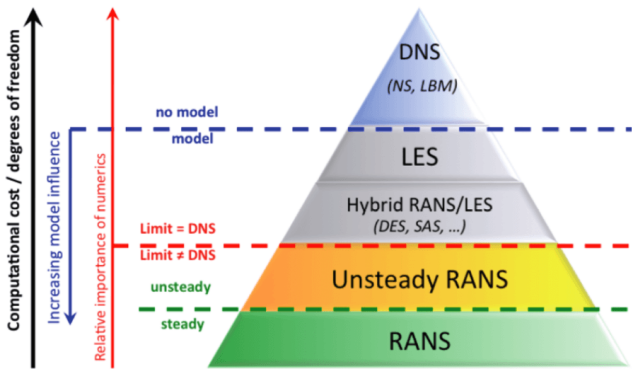 Computational cost / degrees of freedom
Increasing model influence
Relative importance of numerics
DNS
(NS, LBM)
no model
model
LES
Hybrid RANS/LES
(DES, SAS, ...)
Limit = DNS
Limit ≠ DNS
unsteady
Unsteady RANS
steady
RANS